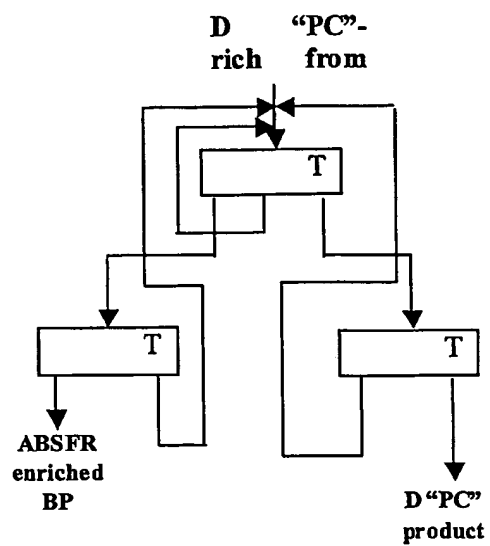 D “PC”-
rich from
T
T
T
ABSFR
enriched
BP
D “PC”
product